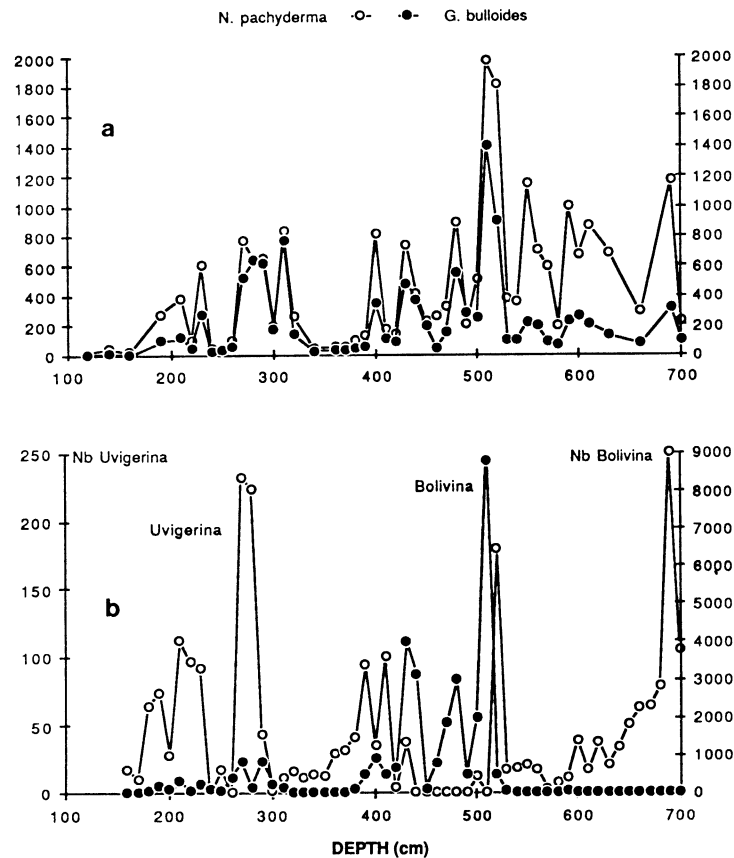 N. pachyderma -o- -●- G. bulloides
a
2000 2000
1800 1800
1600 1600
1400 1400
1200 1200
1000 1000
800 800
600 600
400 400
200 200
0 0
100 200 300 400 500 600 700
b
Nb Uvigerina Nb Bolivina
Uvigerina Bolivina
250 9000
8000
200 7000
6000
150 5000
100 4000
3000
50 2000
1000
0 0
100 200 300 400 500 600 700
DEPTH (cm)